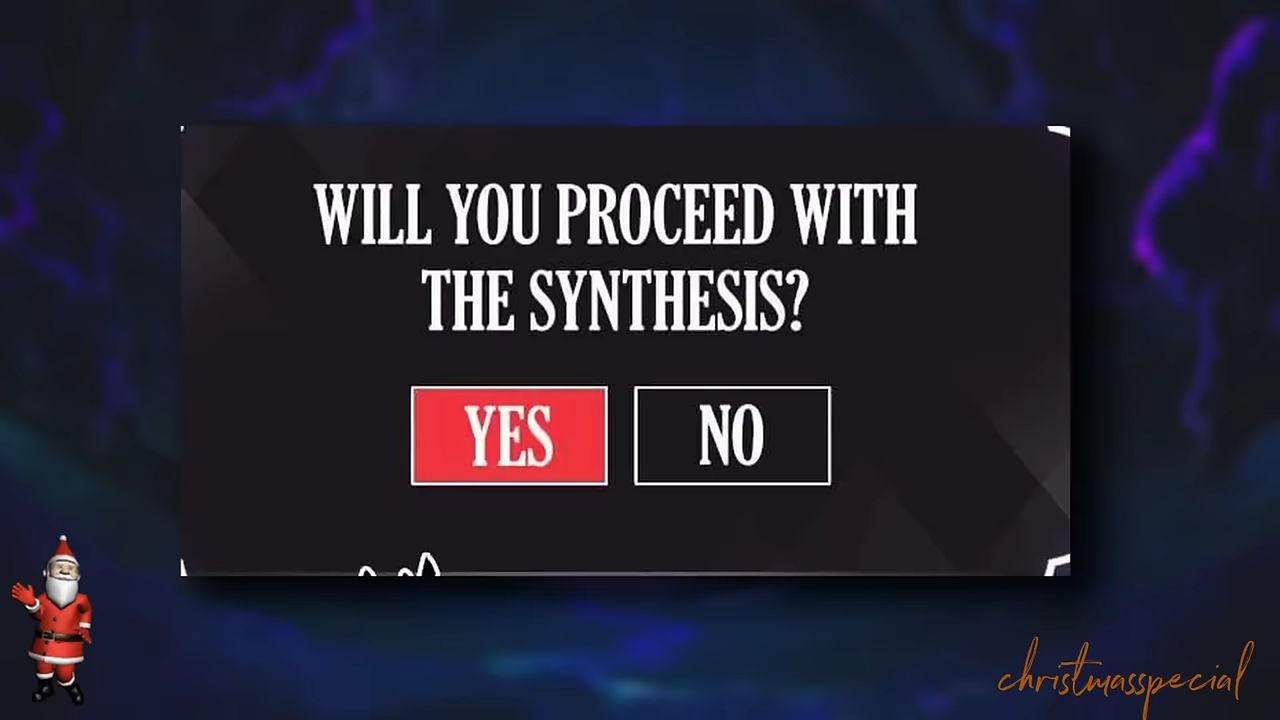 WILL YOU PROCEED WITH
THE SYNTHESIS?
YES NO
christmasspecial